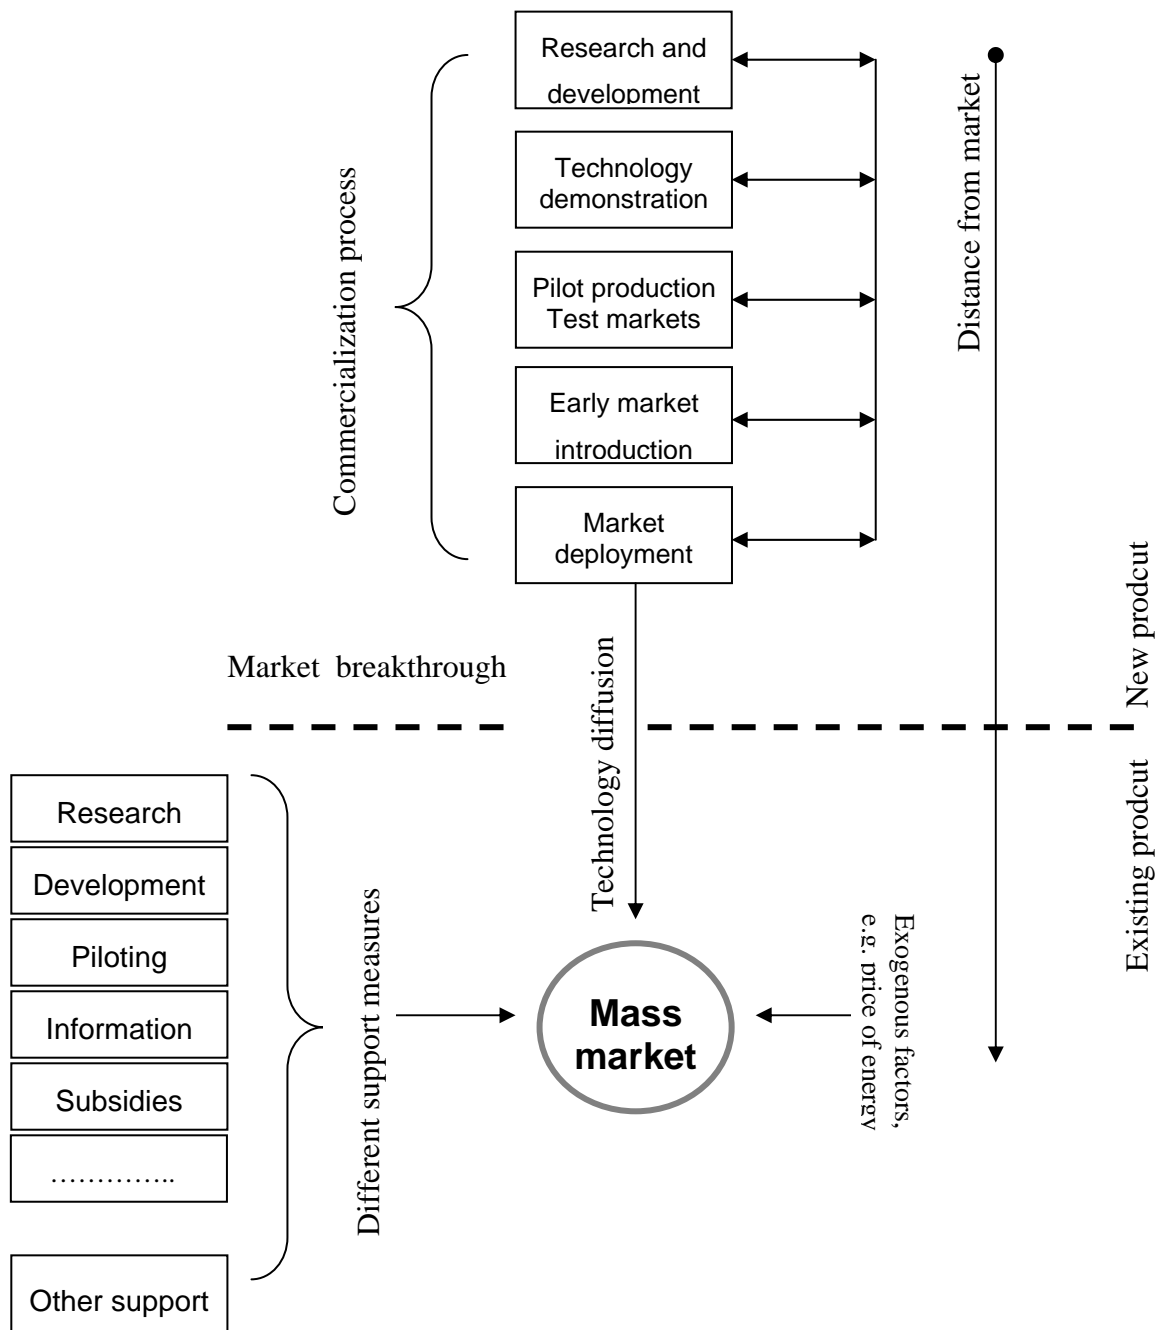 Research and
development
Technology
demonstration
Pilot production
Test markets
Early market
introduction
Market
deployment
Commercialization process
Distance from market
Market breakthrough
Technology diffusion
New prodcut
Existing prodcut
Research
Development
Piloting
Information
Subsidies
…………..
Other support
Different support measures
Mass
market
Exogenous factors,
e.g. price of energy